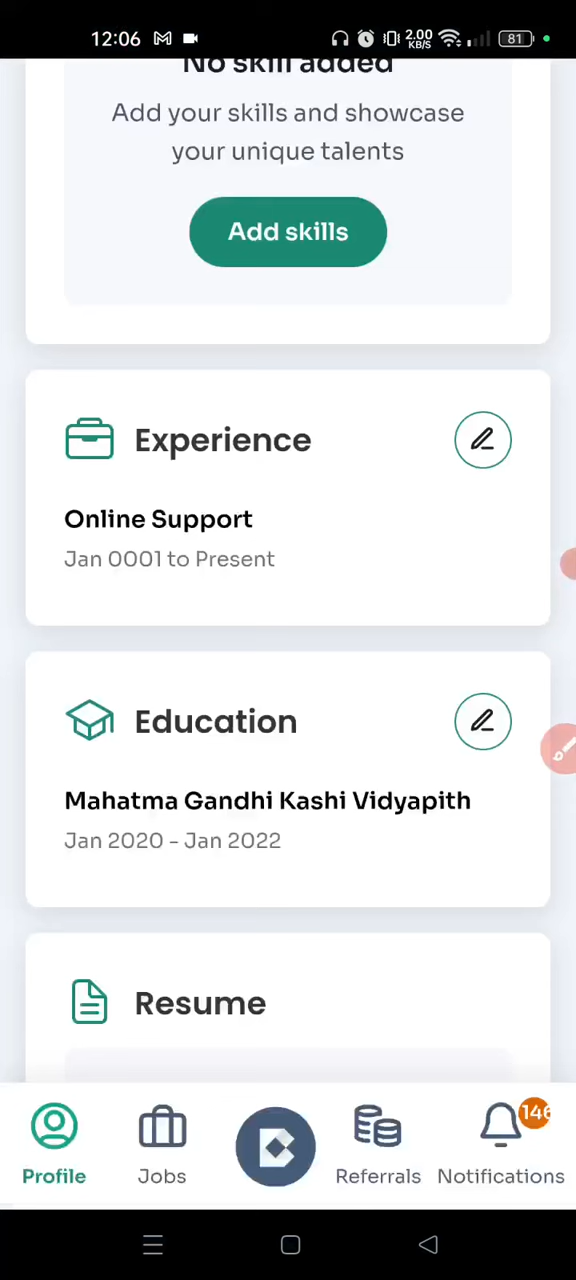 12:06
2.00
KB/S
81
No skill added
Add your skills and showcase
your unique talents
Add skills
Experience
Online Support
Jan 0001 to Present
Education
Mahatma Gandhi Kashi Vidyapith
Jan 2020 - Jan 2022
Resume
146
Profile
Jobs
Referrals
Notifications